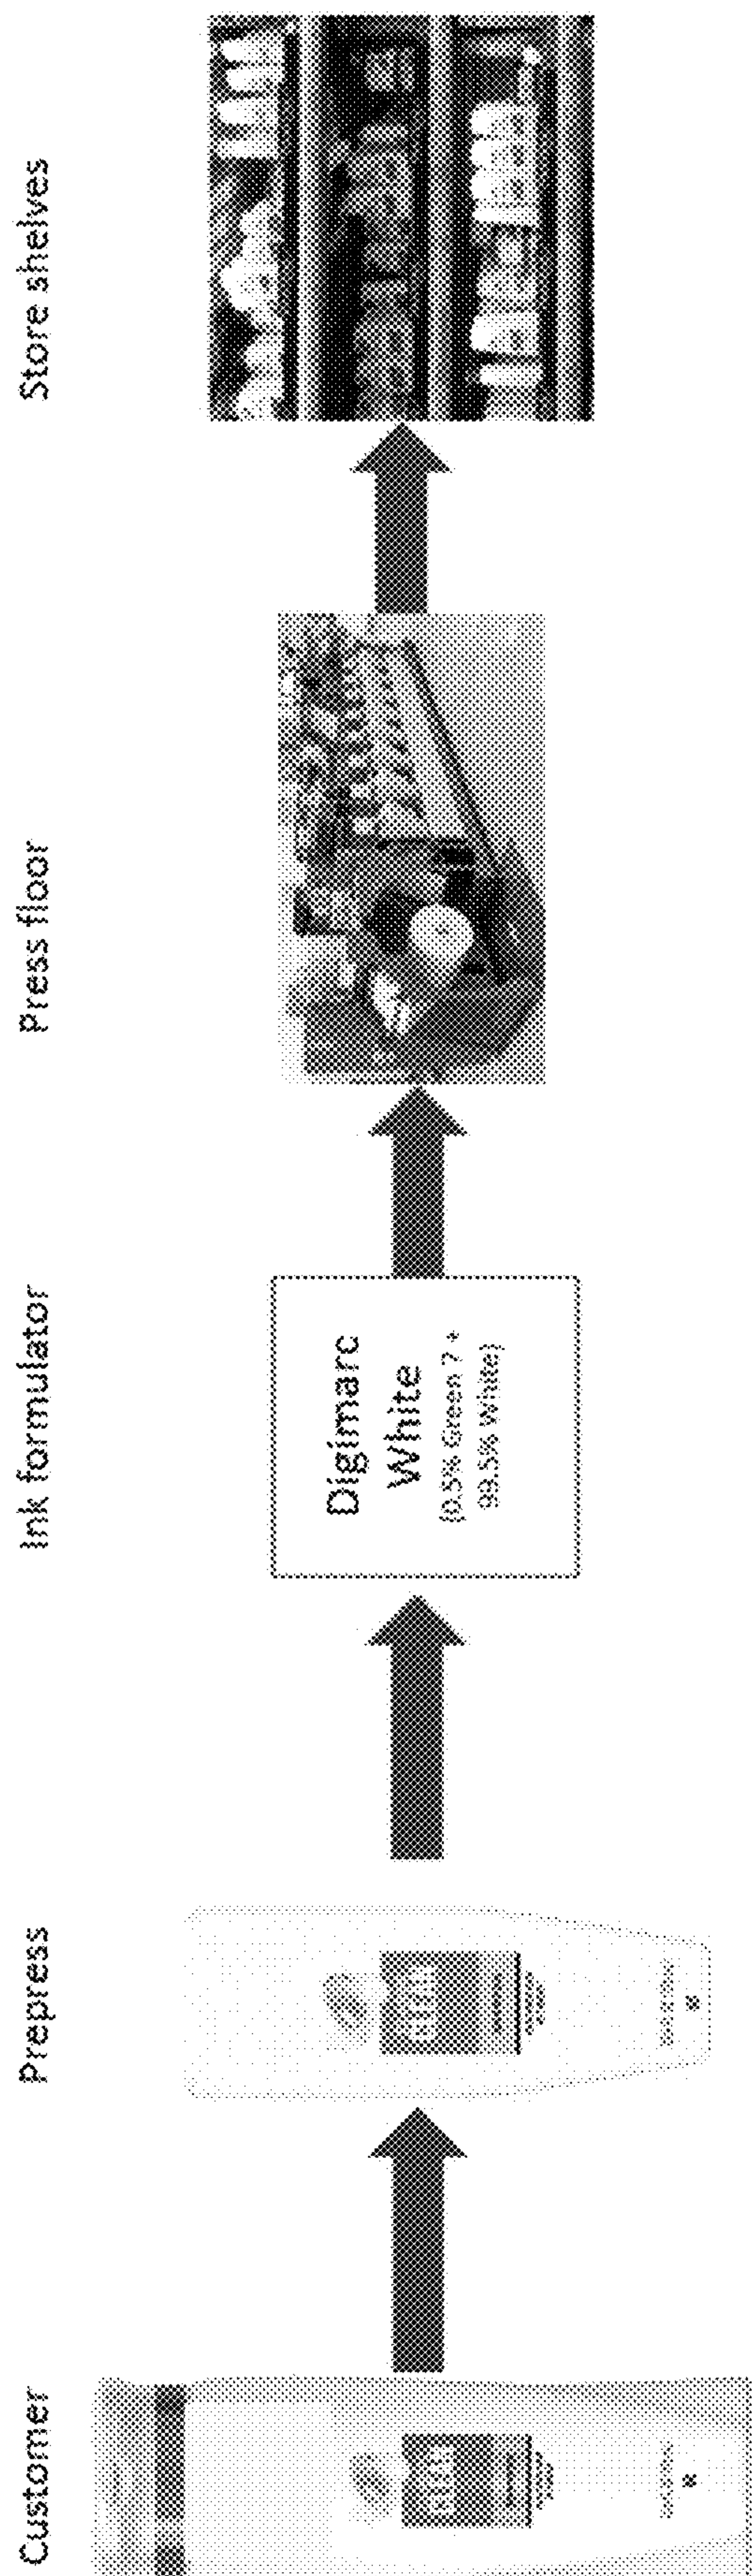 Customer
Prepress
Ink formulator
Press floor
Store shelves
Digimarc
White
(0.5% Green 7 +
99.5% White)